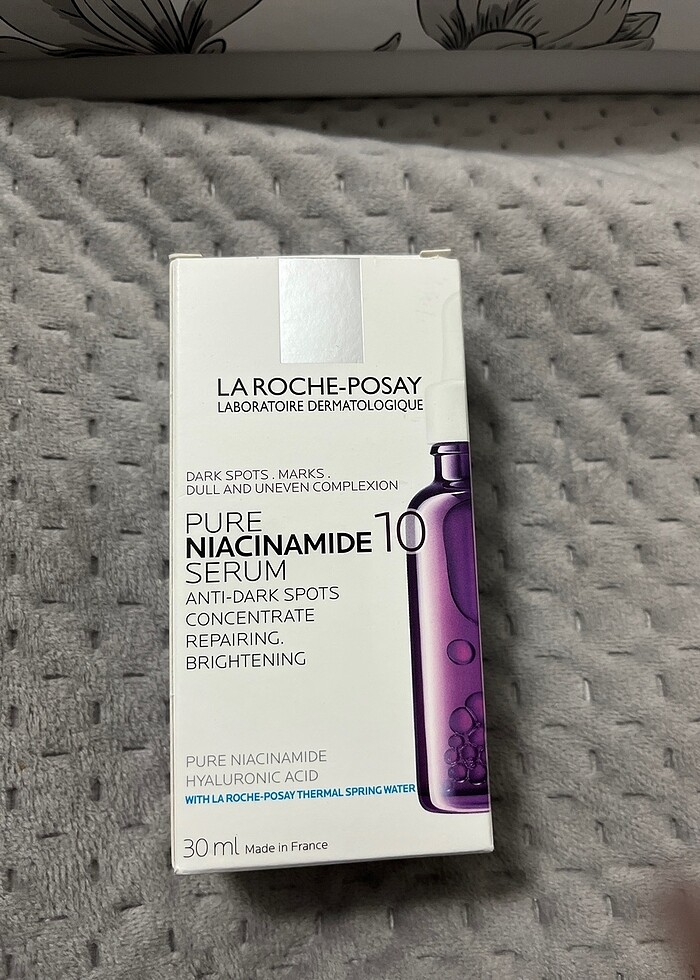 LA ROCHE-POSAY
LABORATOIRE DERMATOLOGIQUE
DARK SPOTS . MARKS .
DULL AND UNEVEN COMPLEXION
PURE
NIACINAMIDE 10
SERUM
ANTI-DARK SPOTS
CONCENTRATE
REPAIRING.
BRIGHTENING
PURE NIACINAMIDE
HYALURONIC ACID
WITH LA ROCHE-POSAY THERMAL SPRING WATER
30 ml Made in France